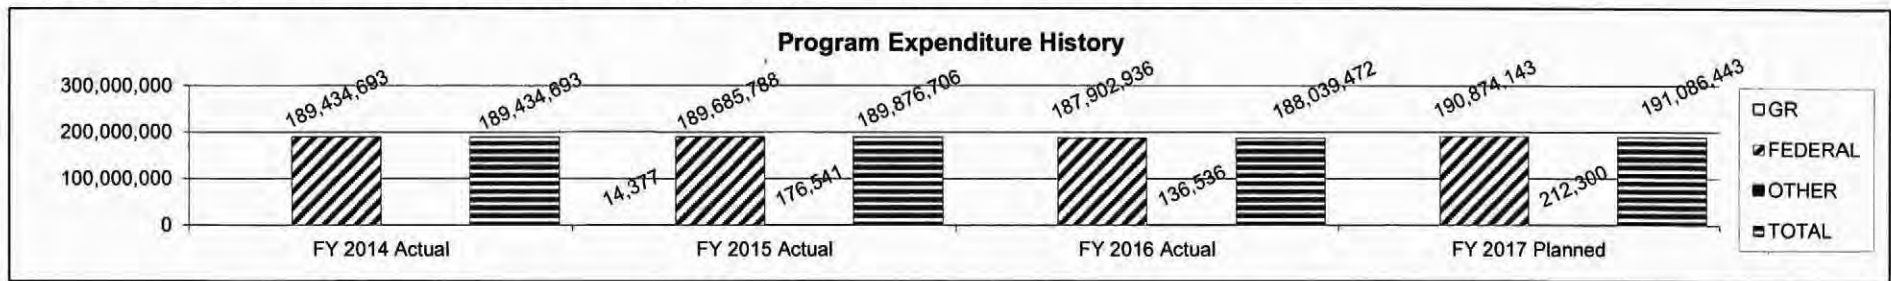 Program Expenditure History
300,000,000
200,000,000
100,000,000
0
189,434,693
189,434,693
14,377
189,685,788
176,541
189,876,706
187,902,936
136,536
188,039,472
190,874,143
212,300
191,086,443
FY 2014 Actual
FY 2015 Actual
FY 2016 Actual
FY 2017 Planned
GR
FEDERAL
OTHER
TOTAL